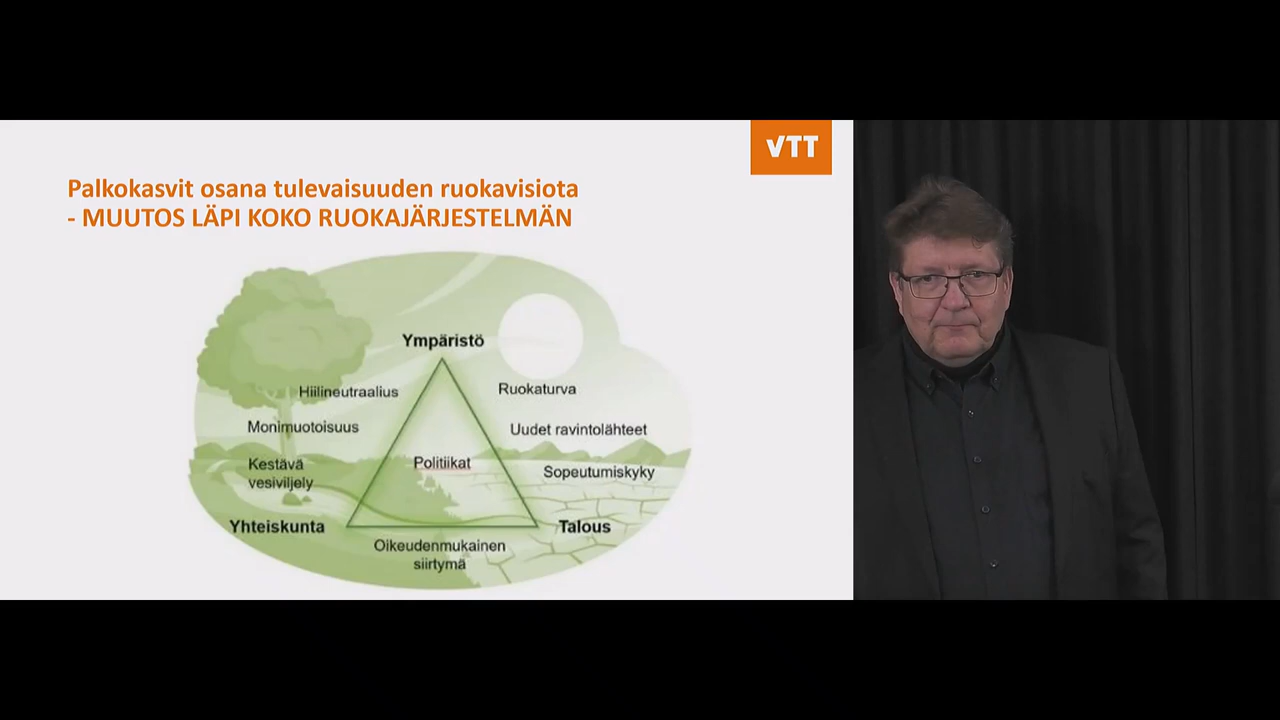 VTT
Palkokasvit osana tulevaisuuden ruokavisiota
- MUUTOS LÄPI KOKO RUOKAJÄRJESTELMÄN
Ympäristö
Hiilineutraalius
Ruokaturva
Monimuotoisuus
Uudet ravintolähteet
Politiikat
Kestävä
vesiviljely
Sopeutumiskyky
Yhteiskunta
Talous
Oikeudenmukainen
siirtymä